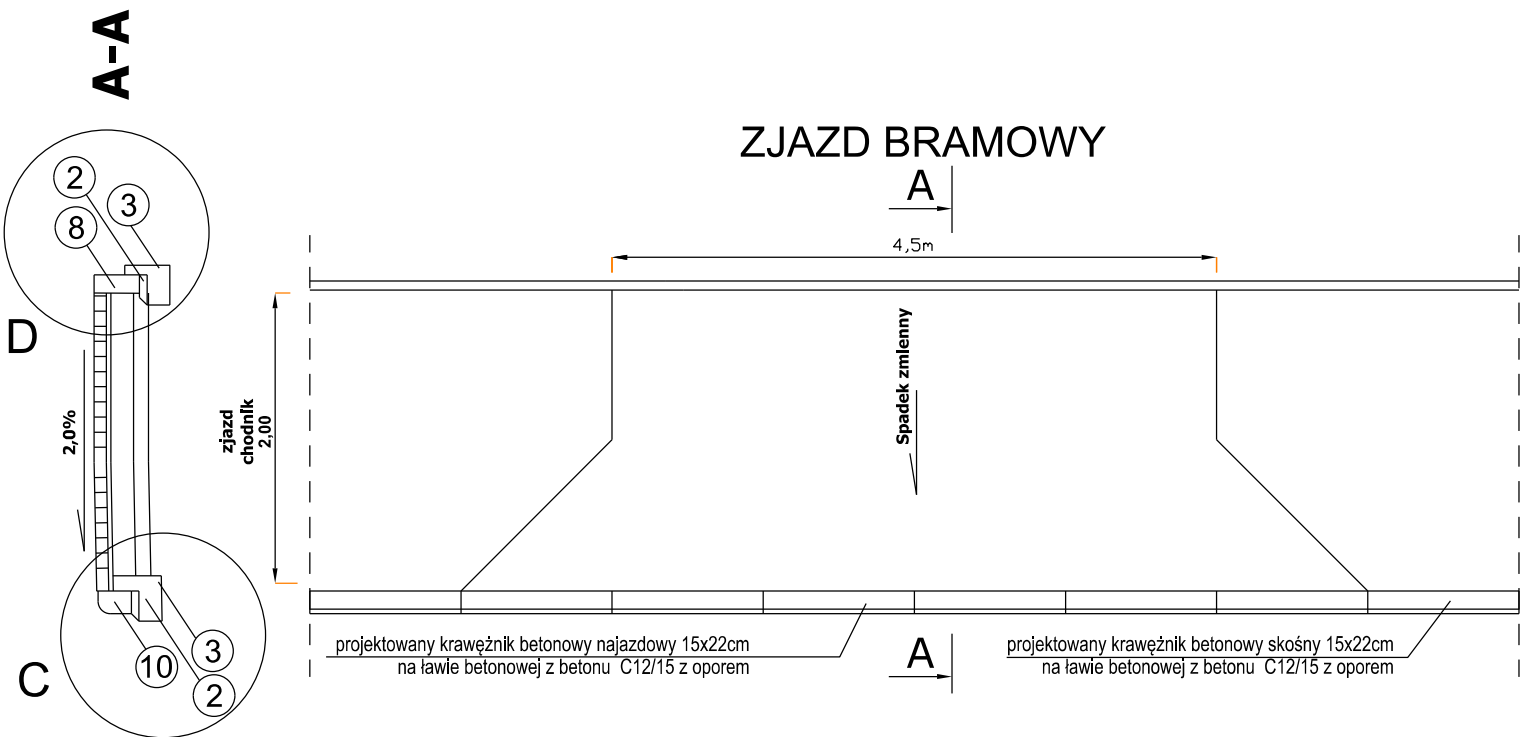 A-A
ZJAZD BRAMOWY
2
3
8
A
4,5m
D
2,0%
zjazd
chodnik
2,00
Spadek zmienny
projektowany krawężnik betonowy najazdowy 15x22cm
na ławie betonowej z betonu C12/15 z oporem
A
projektowany krawężnik betonowy skośny 15x22cm
na ławie betonowej z betonu C12/15 z oporem
3
10
C
2